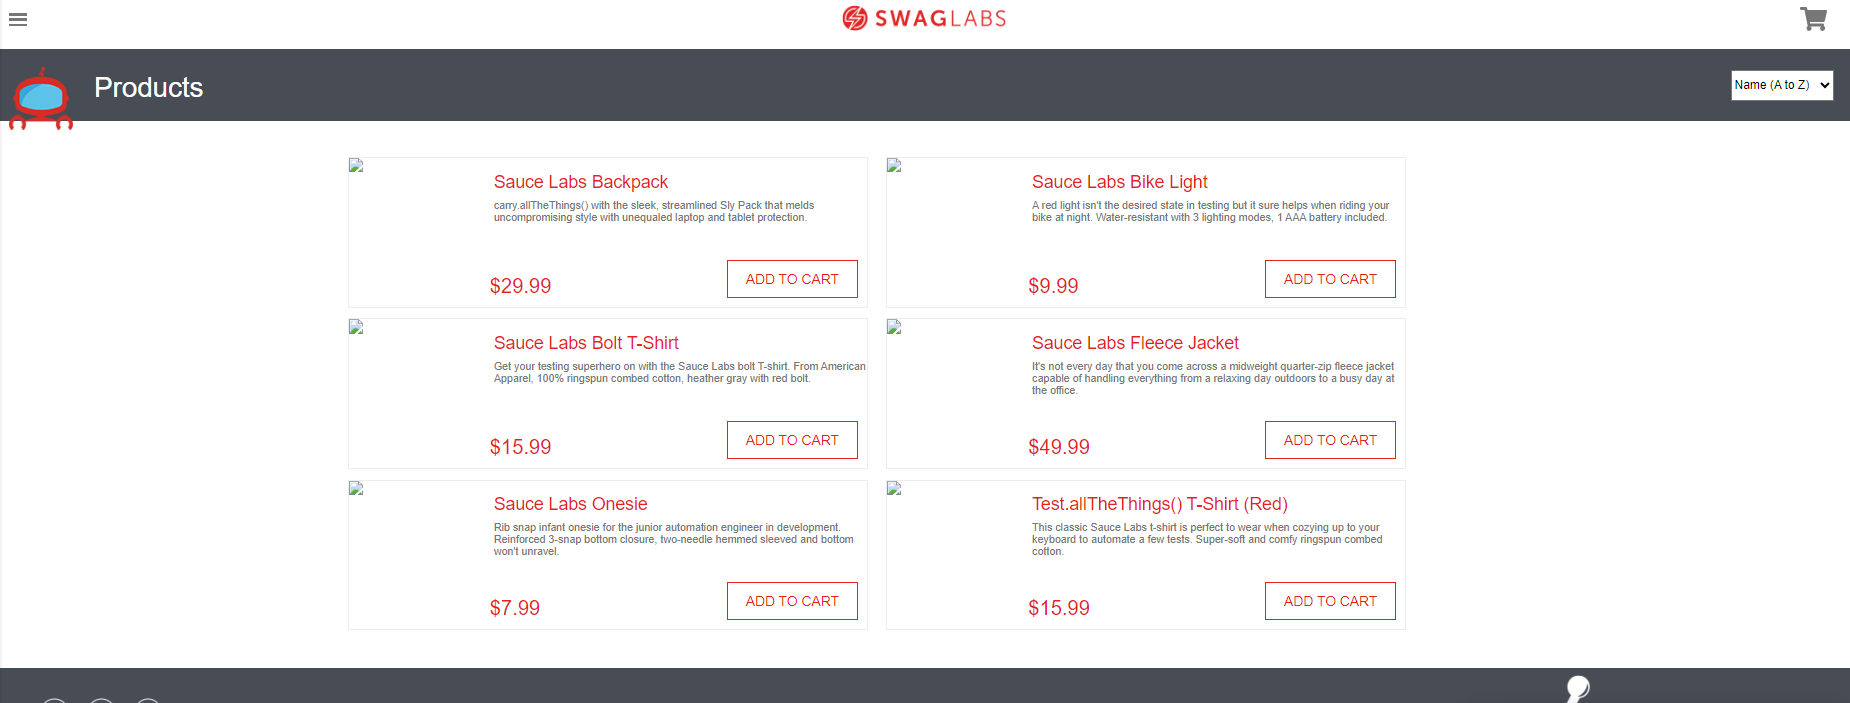 SWAGLABS
Products
Name (A to Z)
Sauce Labs Backpack
carry.allTheThings() with the sleek, streamlined Sly Pack that melds
uncompromising style with unequaled laptop and tablet protection.
$29.99
ADD TO CART
Sauce Labs Bike Light
A red light isn't the desired state in testing but it sure helps when riding your
bike at night. Water-resistant with 3 lighting modes, 1 AAA battery included.
$9.99
ADD TO CART
Sauce Labs Bolt T-Shirt
Get your testing superhero on with the Sauce Labs bolt T-shirt. From American
Apparel, 100% ringspun combed cotton, heather gray with red bolt.
$15.99
ADD TO CART
Sauce Labs Fleece Jacket
It's not every day that you come across a midweight quarter-zip fleece jacket
capable of handling everything from a relaxing day outdoors to a busy day at
the office.
$49.99
ADD TO CART
Sauce Labs Onesie
Rib snap infant onesie for the junior automation engineer in development.
Reinforced 3-snap bottom closure, two-needle hemmed sleeved and bottom
won't unravel.
$7.99
ADD TO CART
Test.allTheThings() T-Shirt (Red)
This classic Sauce Labs t-shirt is perfect to wear when cozying up to your
keyboard to automate a few tests. Super-soft and comfy ringspun combed
cotton.
$15.99
ADD TO CART